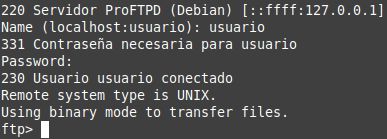 220 Servidor ProFTPD (Debian) [::ffff:127.0.0.1]
Name (localhost:usuario): usuario
331 Contraseña necesaria para usuario
Password:
230 Usuario usuario conectado
Remote system type is UNIX.
Using binary mode to transfer files.
ftp>